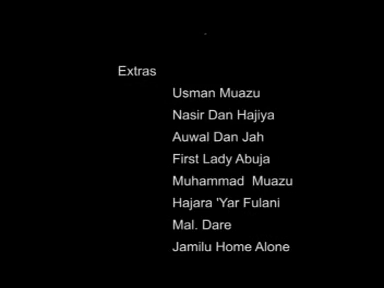 Extras
Usman Muazu
Nasir Dan Hajiya
Auwal Dan Jah
First Lady Abuja
Muhammad  Muazu
Hajara 'Yar Fulani
Mal. Dare
Jamilu Home Alone